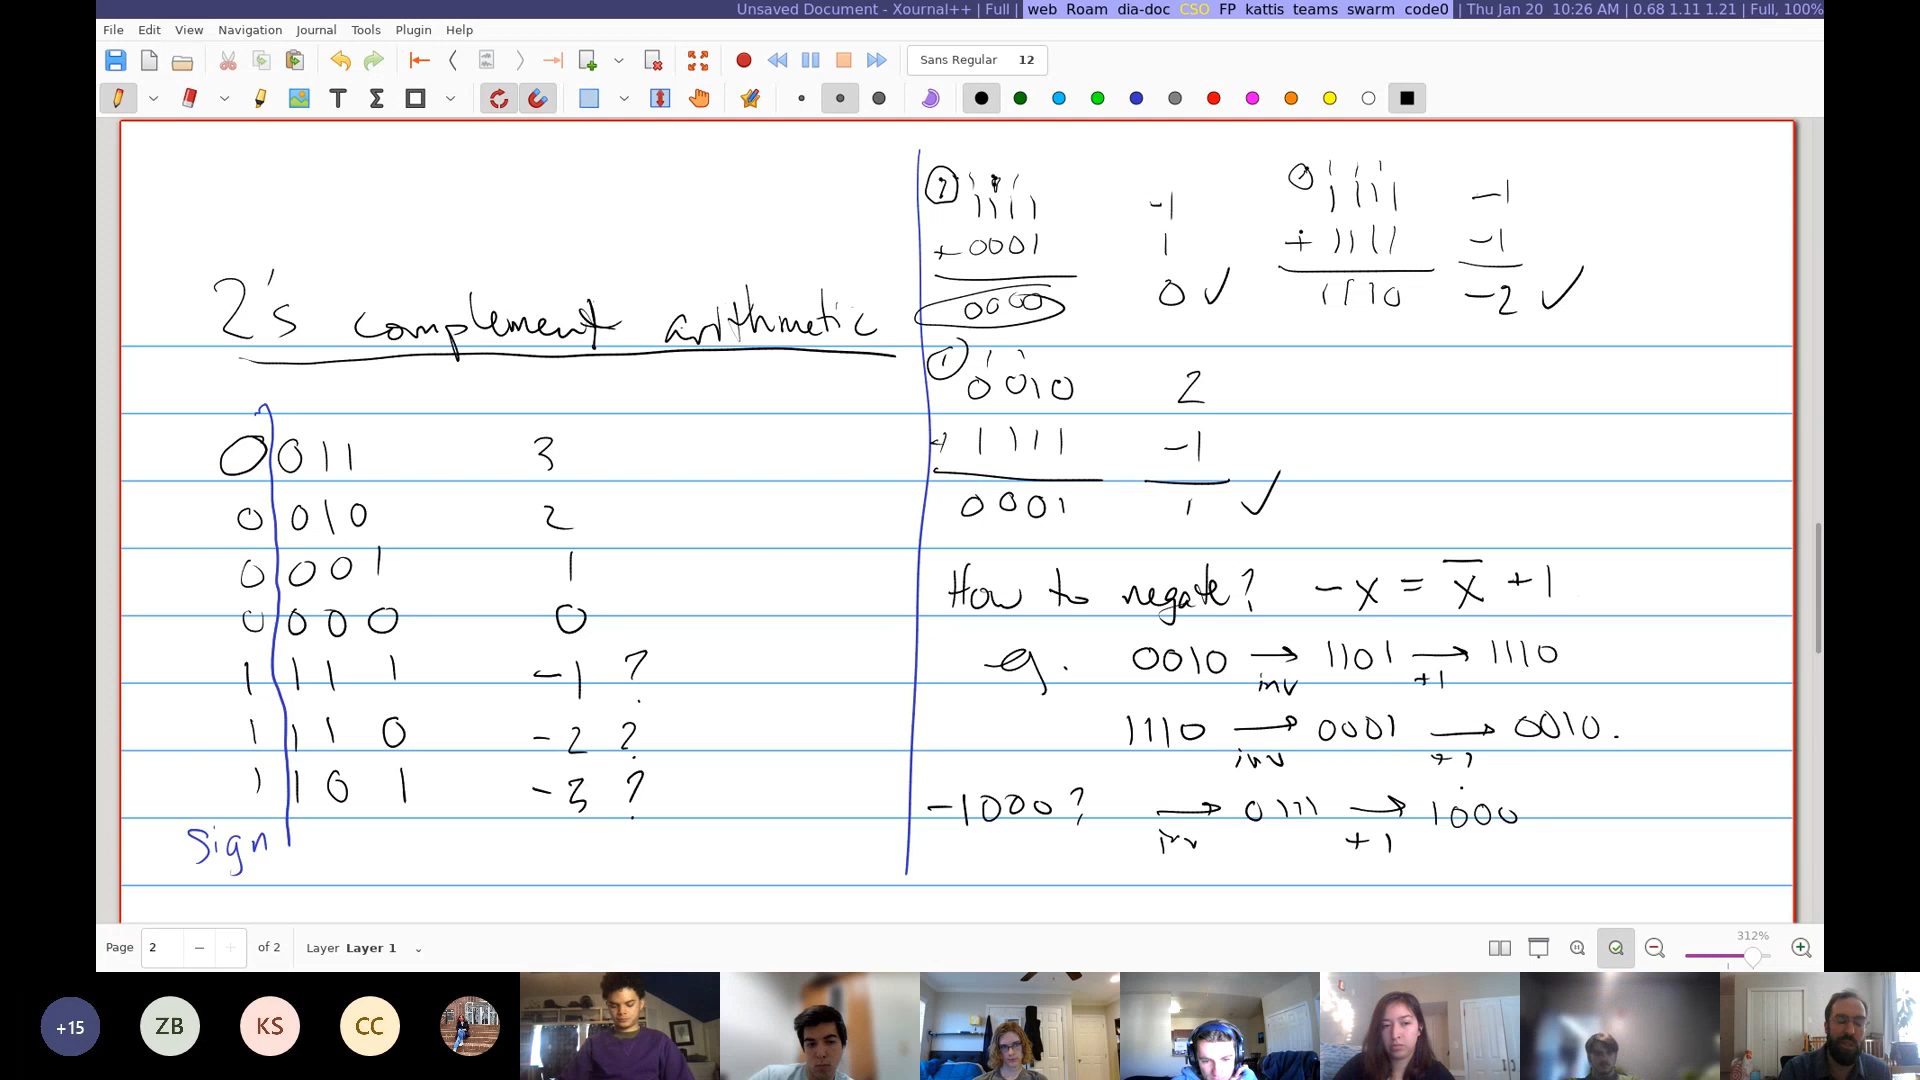 Unsaved Document - Xournal++ | Full | web Roam dia-doc CSO FP kattis teams swarm code0 | Thu Jan 20 10:26 AM | 0.68 1.11 1.21 | Full, 100%
File Edit View Navigation Journal Tools Plugin Help
Sans Regular 12
2's complement arithmetic
0011 3
0010 2
0001 1
0000 0
1111 -1 ?
1110 -2 ?
1101 -3 ?
Sign
1111 -1
+ 0001 1
0000 0 ✓
1111 -1
+ 1111 -1
1110 -2 ✓
0010 2
+ 1111 -1
0001 1 ✓
How to negate? -x = x̅ + 1
eg. 0010 → 1101 → 1110
inv +1
1110 → 0001 → 0010.
inv +1
-1000? → 0111 → 1000
inv +1
Page 2 of 2 Layer Layer 1 312%
+15 ZB KS CC